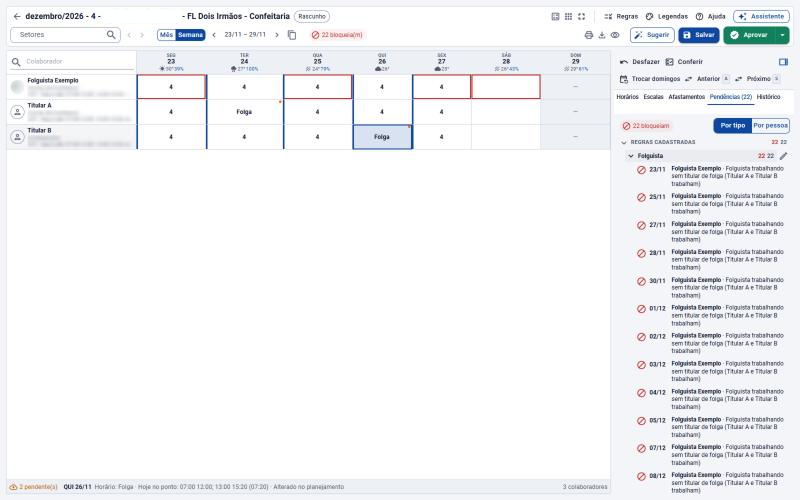 dezembro/2026 - 4 - - FL Dois Irmãos - Confeitaria Rascunho
Regras Legendas Ajuda Assistente
Setores Mês Semana 23/11 – 29/11 22 bloqueia(m) Sugerir Salvar Aprovar
Colaborador
SEG 23
TER 24 27° 100%
QUA 25 24° 79%
QUI 26 26°
SEX 27 25°
SÁB 28 26° 43%
DOM 29 29° 61%
Folguista Exemplo 4 4 4 4 4 –
Titular A 4 Folga 4 4 4 –
Titular B 4 4 4 Folga 4 –
2 pendente(s) QUI 26/11 Horário: Folga · Hoje no ponto: 07:00 12:00; 13:00 15:20 (07:20) · Alterado no planejamento 3 colaboradores
Desfazer Conferir
Trocar domingos Anterior A Próximo S
Horários Escalas Afastamentos Pendências (22) Histórico
22 bloqueiam Por tipo Por pessoa
REGRAS CADASTRADAS 22 22
Folguista 22 22
23/11 Folguista Exemplo · Folguista trabalhando
sem titular de folga (Titular A e Titular B
trabalham)
25/11 Folguista Exemplo · Folguista trabalhando
sem titular de folga (Titular A e Titular B
trabalham)
27/11 Folguista Exemplo · Folguista trabalhando
sem titular de folga (Titular A e Titular B
trabalham)
28/11 Folguista Exemplo · Folguista trabalhando
sem titular de folga (Titular A e Titular B
trabalham)
30/11 Folguista Exemplo · Folguista trabalhando
sem titular de folga (Titular A e Titular B
trabalham)
01/12 Folguista Exemplo · Folguista trabalhando
sem titular de folga (Titular A e Titular B
trabalham)
02/12 Folguista Exemplo · Folguista trabalhando
sem titular de folga (Titular A e Titular B
trabalham)
03/12 Folguista Exemplo · Folguista trabalhando
sem titular de folga (Titular A e Titular B
trabalham)
04/12 Folguista Exemplo · Folguista trabalhando
sem titular de folga (Titular A e Titular B
trabalham)
05/12 Folguista Exemplo · Folguista trabalhando
sem titular de folga (Titular A e Titular B
trabalham)
07/12 Folguista Exemplo · Folguista trabalhando
sem titular de folga (Titular A e Titular B
trabalham)
08/12 Folguista Exemplo · Folguista trabalhando
sem titular de folga (Titular A e Titular B
trabalham)